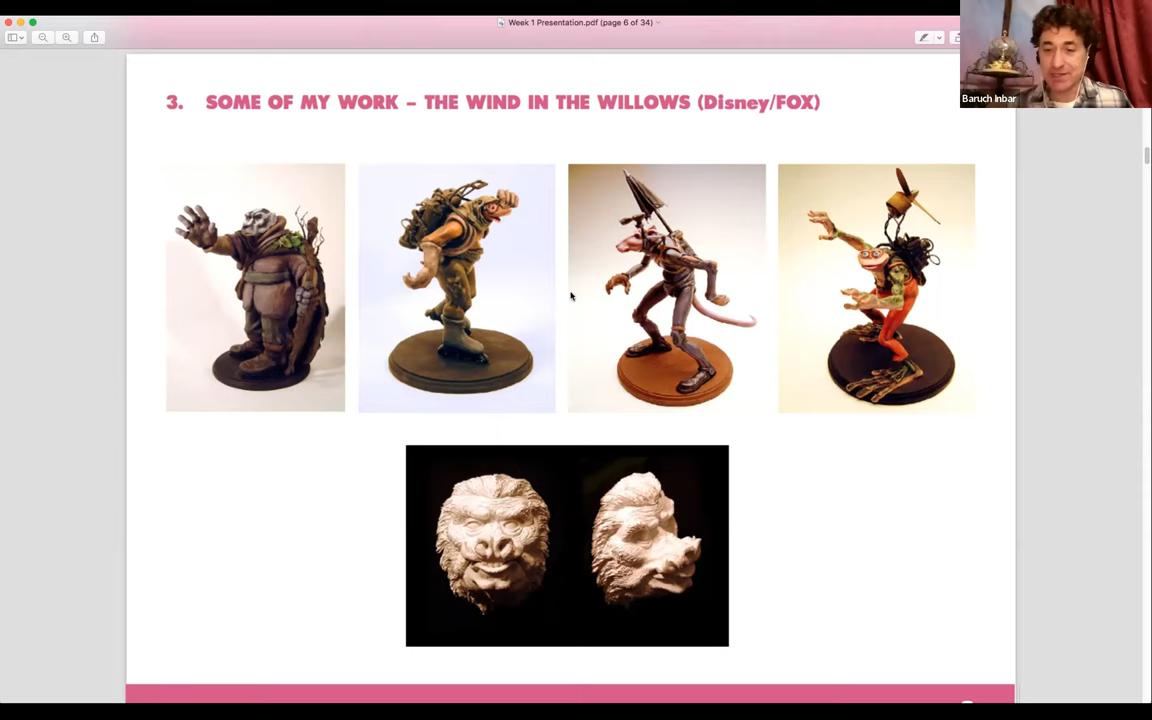 Week 1 Presentation.pdf (page 6 of 34)
Baruch Inbar
3. SOME OF MY WORK – THE WIND IN THE WILLOWS (Disney/FOX)